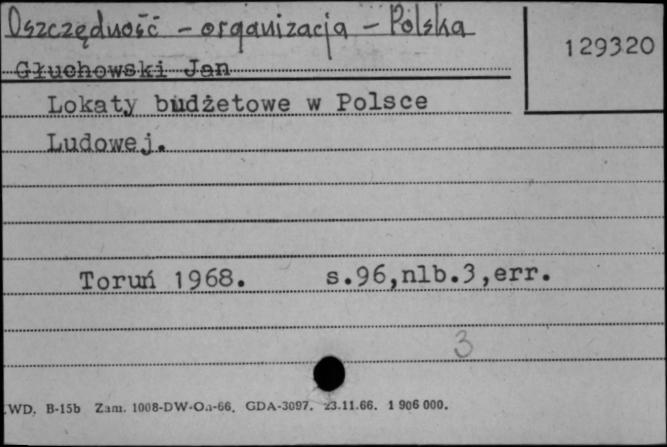 Oszczędność - organizacja - Polska
129320
Głuchowski Jan
Lokaty budżetowe w Polsce
Ludowej.
Toruń 1968. s.96,nlb.3,err.
3
WD. B-15b Zam. 1008-DW-Oa-66. GDA-3097. 23.11.66. 1 906 000.